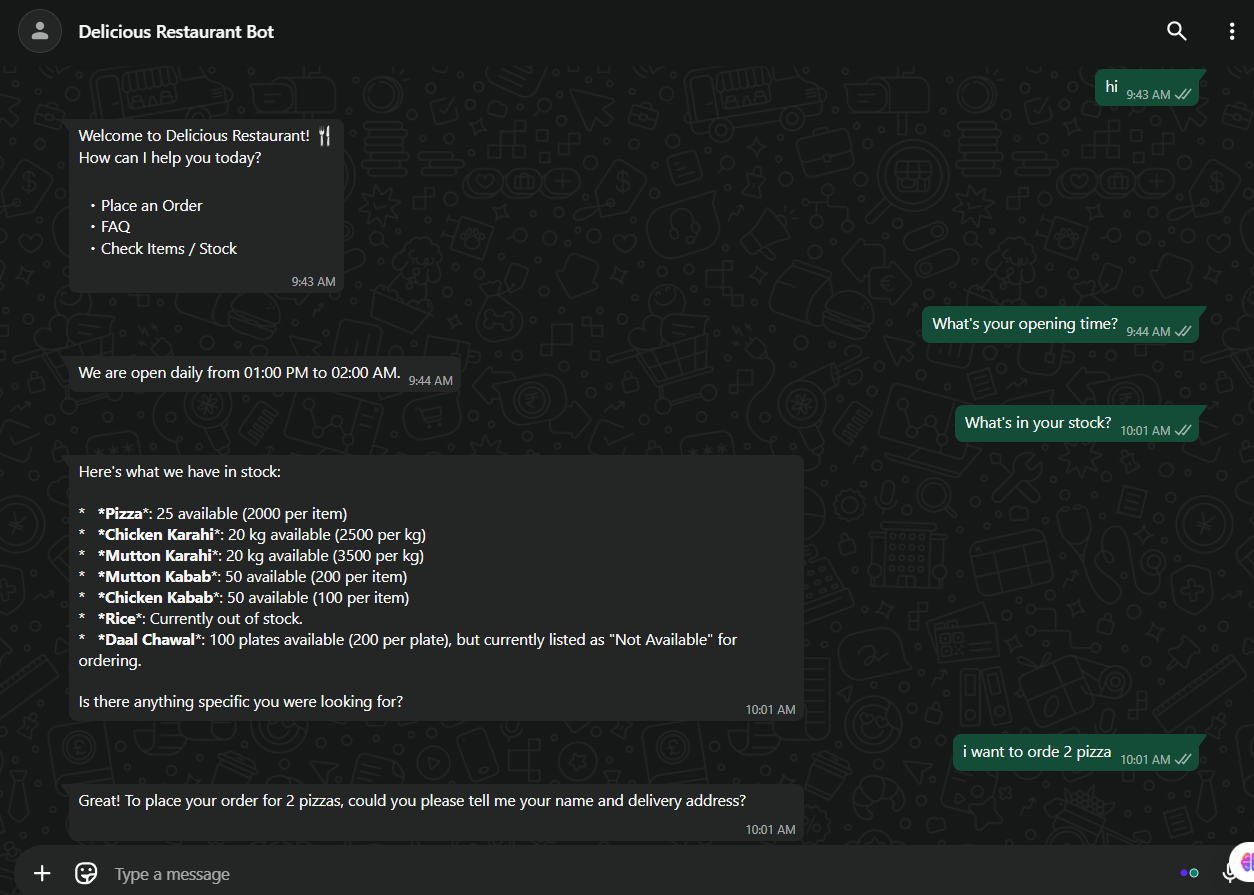 Delicious Restaurant Bot
hi 9:43 AM
Welcome to Delicious Restaurant!
How can I help you today?
• Place an Order
• FAQ
• Check Items / Stock
9:43 AM
What's your opening time? 9:44 AM
We are open daily from 01:00 PM to 02:00 AM. 9:44 AM
What's in your stock? 10:01 AM
Here's what we have in stock:
* *Pizza*: 25 available (2000 per item)
* *Chicken Karahi*: 20 kg available (2500 per kg)
* *Mutton Karahi*: 20 kg available (3500 per kg)
* *Mutton Kabab*: 50 available (200 per item)
* *Chicken Kabab*: 50 available (100 per item)
* *Rice*: Currently out of stock.
* *Daal Chawal*: 100 plates available (200 per plate), but currently listed as "Not Available" for
ordering.
Is there anything specific you were looking for?
10:01 AM
i want to orde 2 pizza 10:01 AM
Great! To place your order for 2 pizzas, could you please tell me your name and delivery address?
10:01 AM
Type a message